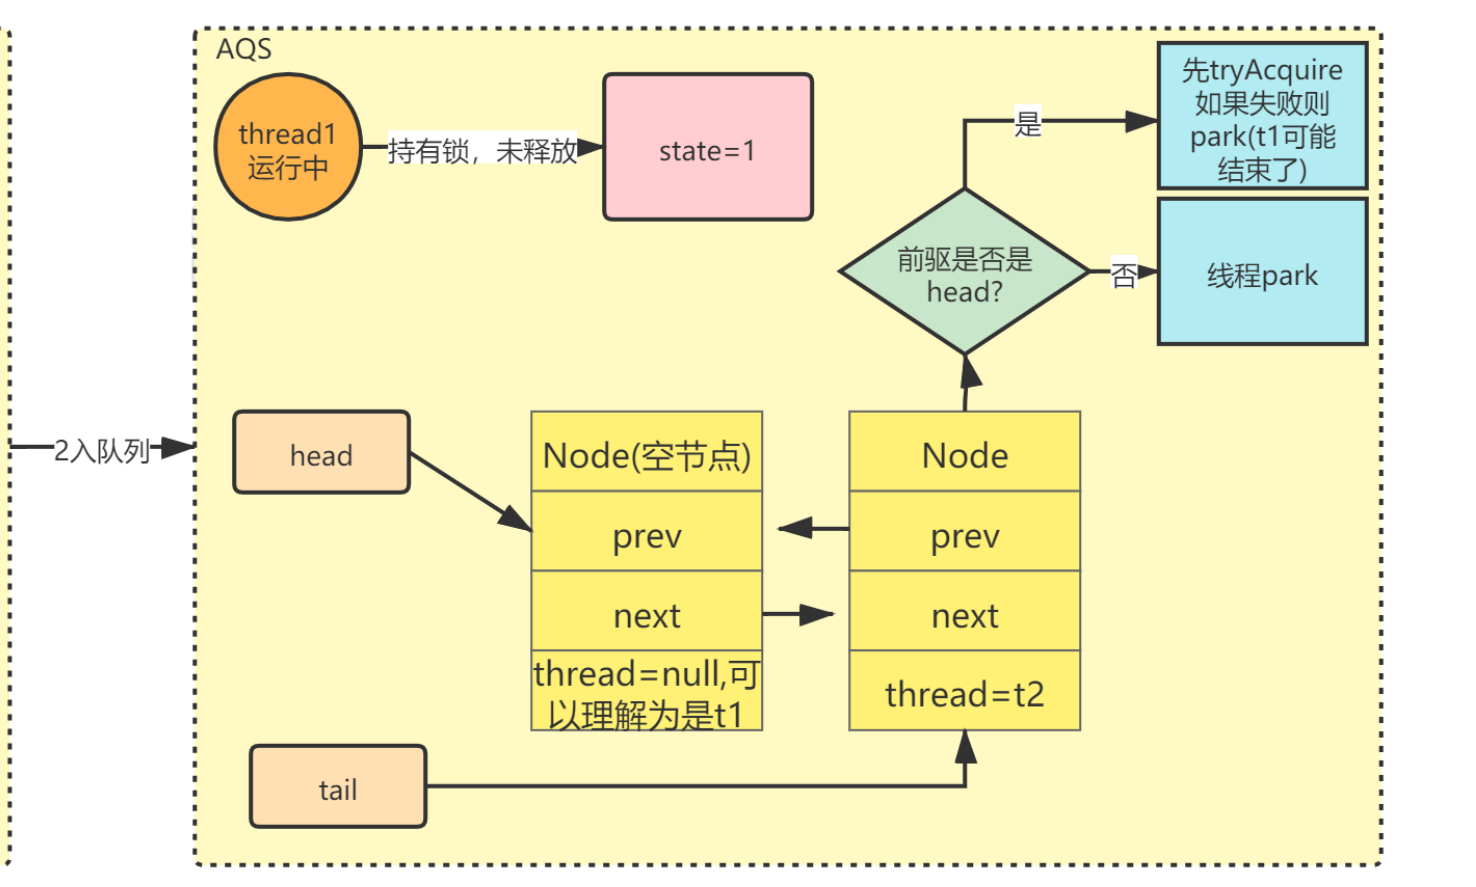 AQS
thread1
运行中
持有锁，未释放
state=1
是
先tryAcquire
如果失败则
park(t1可能
结束了)
前驱是否是
head?
否
线程park
2入队列
head
Node(空节点)
prev
next
thread=null,可
以理解为是t1
Node
prev
next
thread=t2
tail